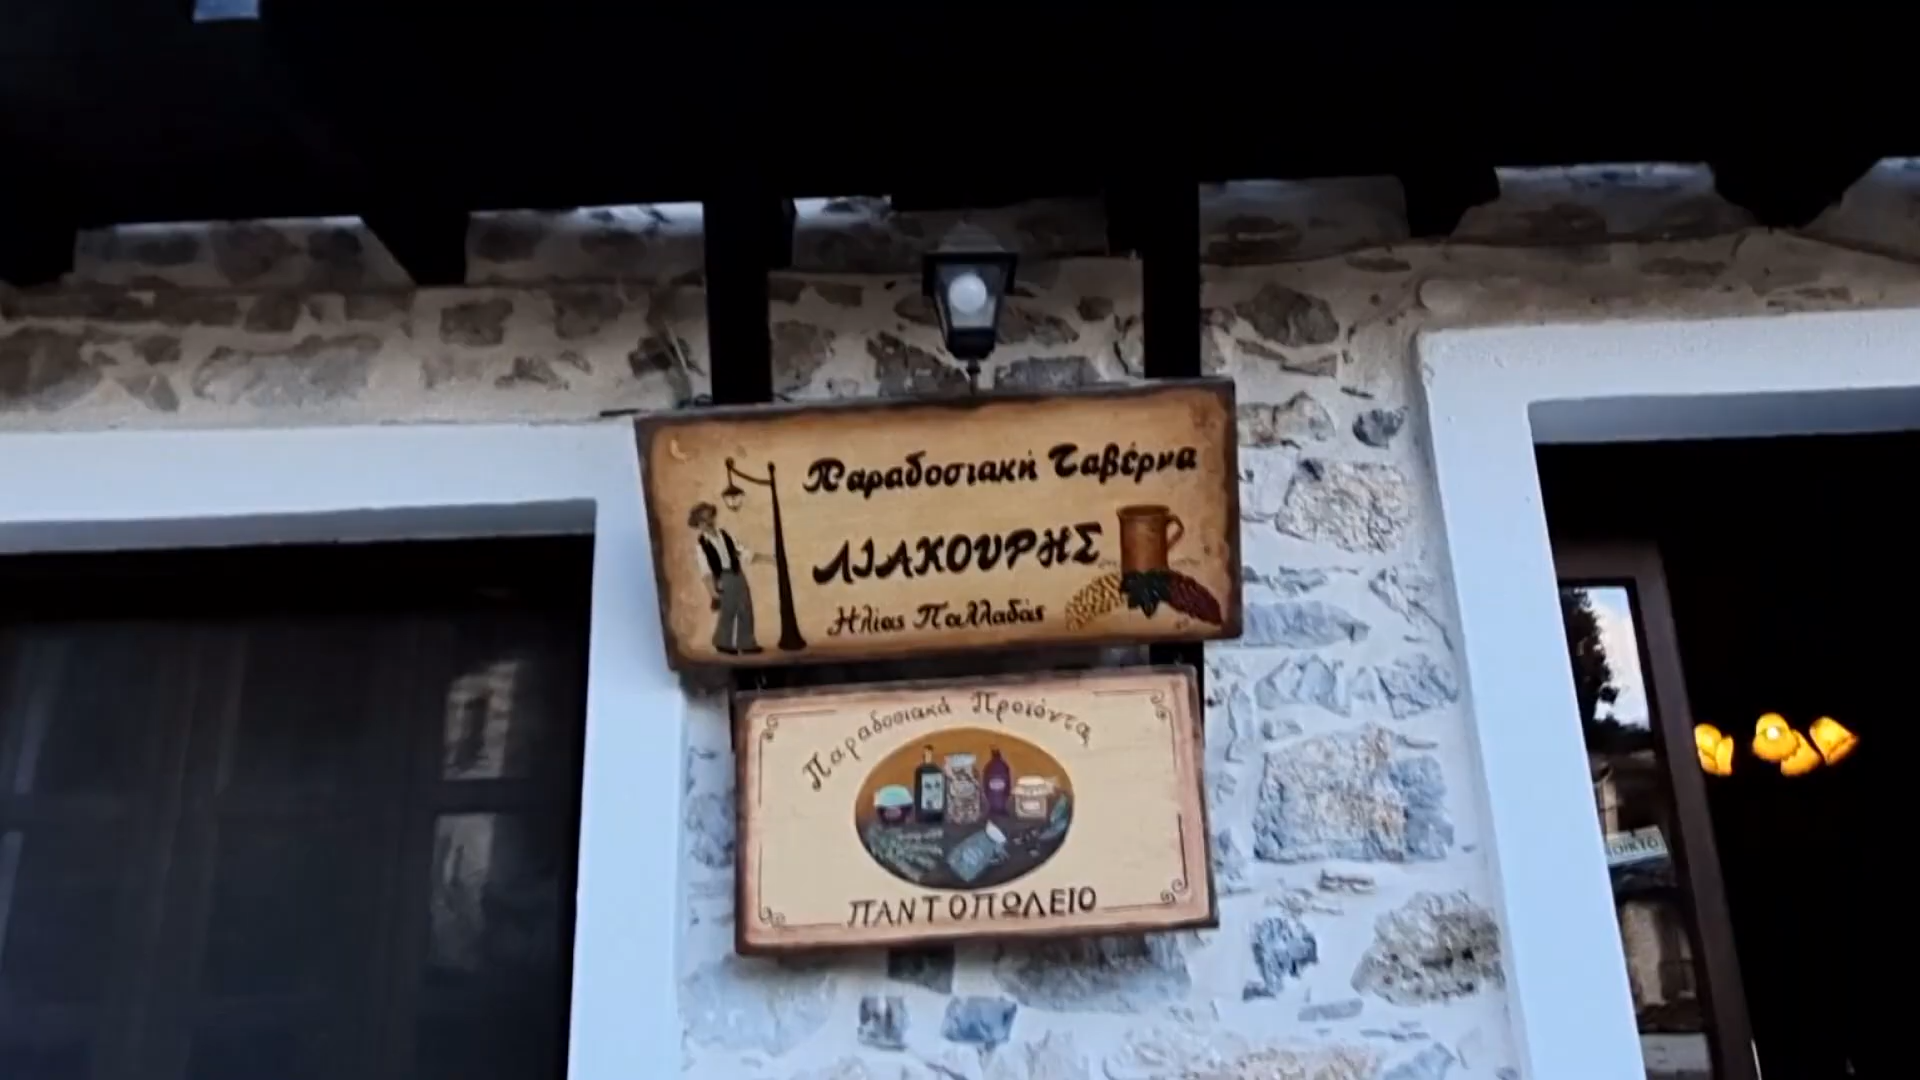 Παραδοσιακή Ταβέρνα
ΛΙΑΚΟΥΡΗΣ
Ηλίας Παλλαδάς
Παραδοσιακά Προϊόντα
ΠΑΝΤΟΠΩΛΕΙΟ